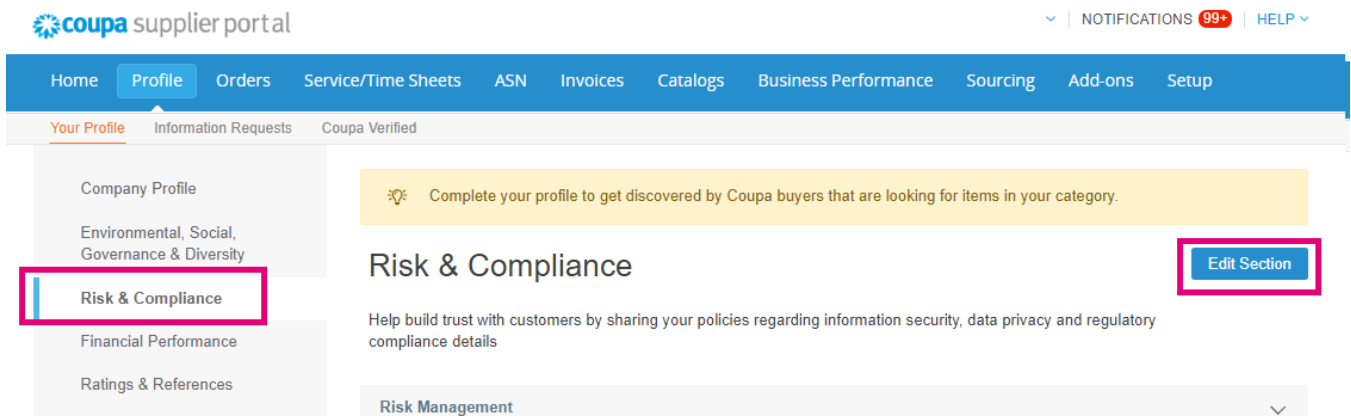 coupa supplier portal
NOTIFICATIONS 99+ HELP
Home Profile Orders Service/Time Sheets ASN Invoices Catalogs Business Performance Sourcing Add-ons Setup
Your Profile Information Requests Coupa Verified
Company Profile
Environmental, Social,
Governance & Diversity
Risk & Compliance
Financial Performance
Ratings & References
Complete your profile to get discovered by Coupa buyers that are looking for items in your category.
Risk & Compliance
Edit Section
Help build trust with customers by sharing your policies regarding information security, data privacy and regulatory
compliance details
Risk Management